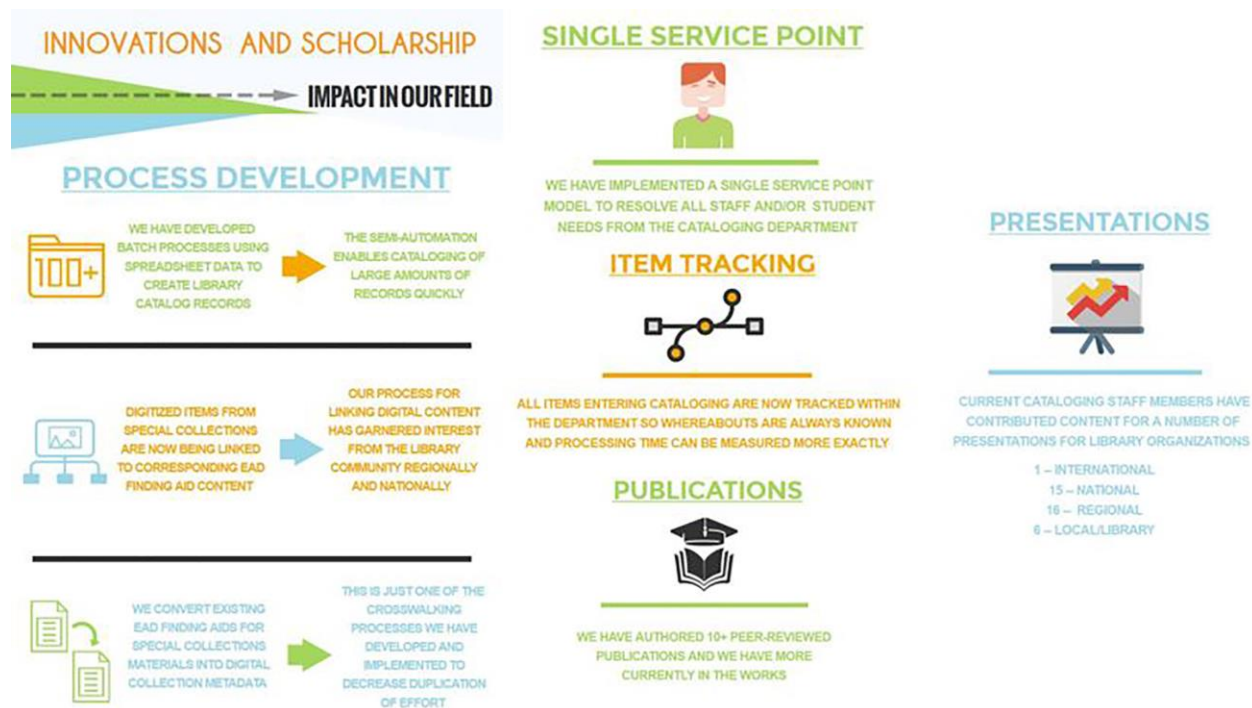 INNOVATIONS AND SCHOLARSHIP
IMPACT IN OUR FIELD
PROCESS DEVELOPMENT
100+
WE HAVE DEVELOPED
BATCH PROCESSES USING
SPREADSHEET DATA TO
CREATE LIBRARY
CATALOG RECORDS
THE SEMI-AUTOMATION
ENABLES CATALOGING OF
LARGE AMOUNTS OF
RECORDS QUICKLY
DIGITIZED ITEMS FROM
SPECIAL COLLECTIONS
ARE NOW BEING LINKED
TO CORRESPONDING EAD
FINDING AID CONTENT
OUR PROCESS FOR
LINKING DIGITAL CONTENT
HAS GARNERED INTEREST
FROM THE LIBRARY
COMMUNITY REGIONALLY
AND NATIONALLY
WE CONVERT EXISTING
EAD FINDING AIDS FOR
SPECIAL COLLECTIONS
MATERIALS INTO DIGITAL
COLLECTION METADATA
THIS IS JUST ONE OF THE
CROSSWALKING
PROCESSES WE HAVE
DEVELOPED AND
IMPLEMENTED TO
DECREASE DUPLICATION
OF EFFORT
SINGLE SERVICE POINT
WE HAVE IMPLEMENTED A SINGLE SERVICE POINT
MODEL TO RESOLVE ALL STAFF AND/OR STUDENT
NEEDS FROM THE CATALOGING DEPARTMENT
ITEM TRACKING
ALL ITEMS ENTERING CATALOGING ARE NOW TRACKED WITHIN
THE DEPARTMENT SO WHEREABOUTS ARE ALWAYS KNOWN
AND PROCESSING TIME CAN BE MEASURED MORE EXACTLY
PUBLICATIONS
WE HAVE AUTHORED 10+ PEER-REVIEWED
PUBLICATIONS AND WE HAVE MORE
CURRENTLY IN THE WORKS
PRESENTATIONS
CURRENT CATALOGING STAFF MEMBERS HAVE
CONTRIBUTED CONTENT FOR A NUMBER OF
PRESENTATIONS FOR LIBRARY ORGANIZATIONS
1 – INTERNATIONAL
15 – NATIONAL
16 – REGIONAL
6 – LOCAL/LIBRARY